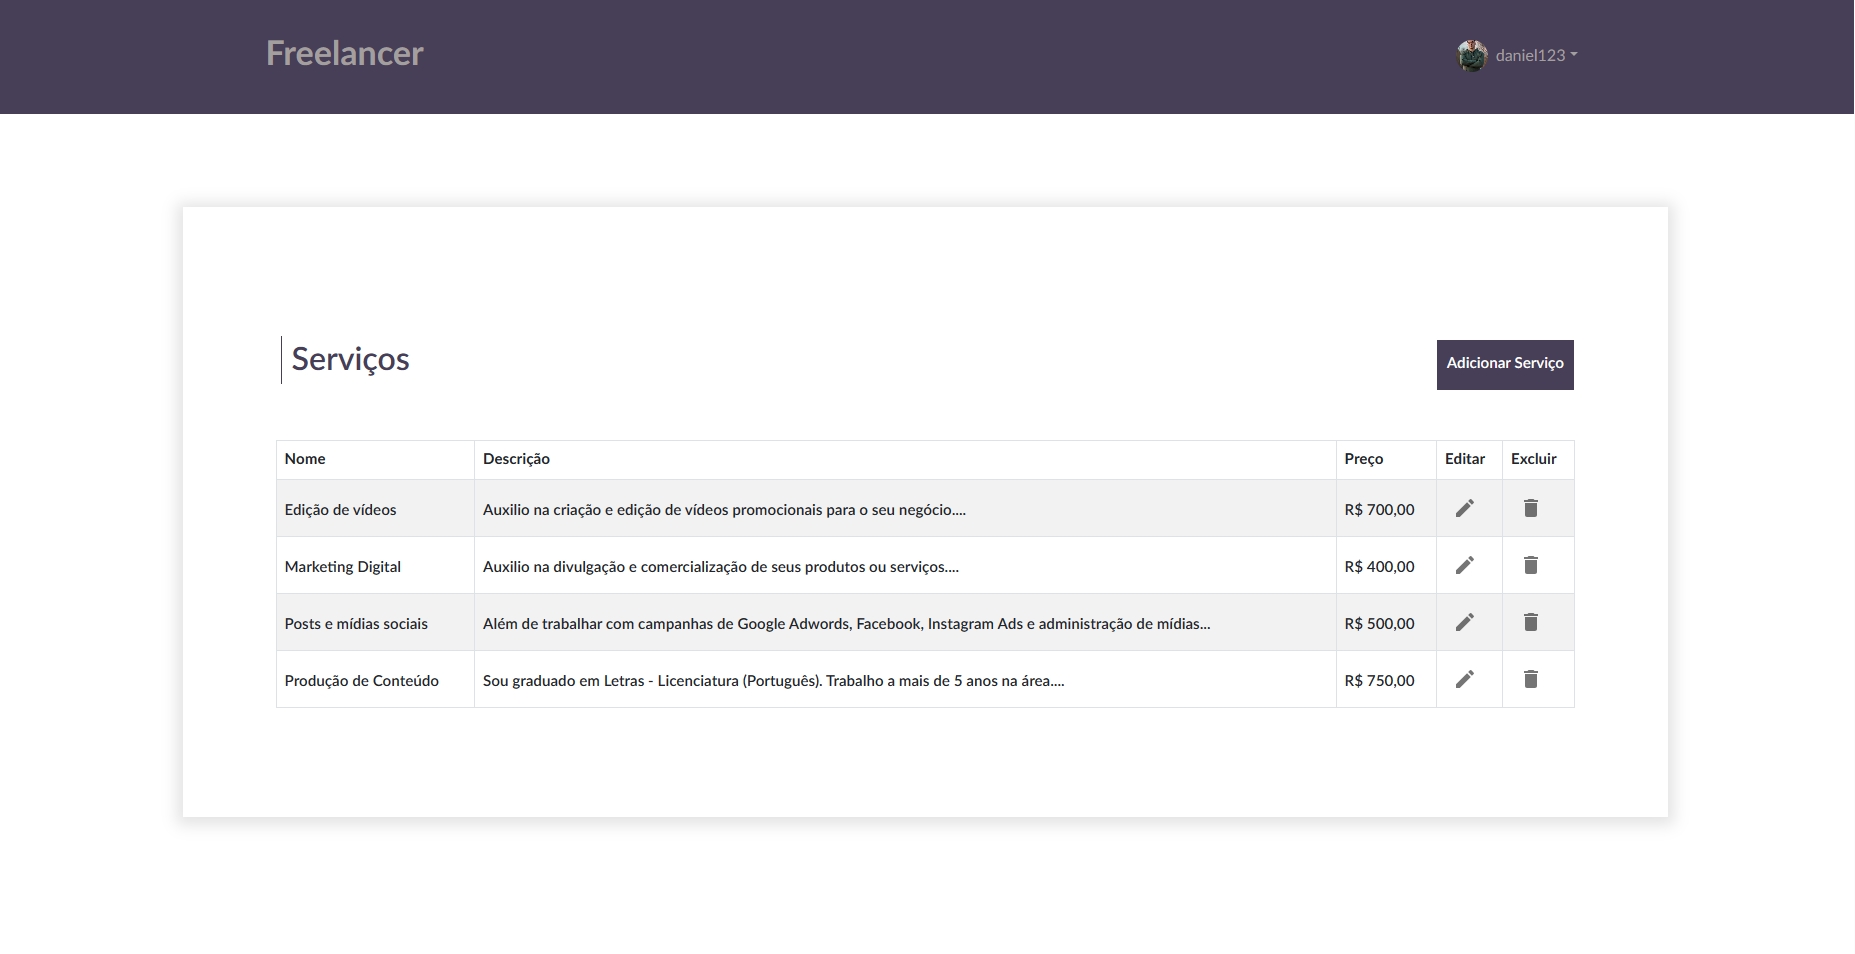 Freelancer
daniel123
Serviços
Adicionar Serviço
Nome Descrição Preço Editar Excluir
Edição de vídeos Auxilio na criação e edição de vídeos promocionais para o seu negócio.... R$ 700,00
Marketing Digital Auxilio na divulgação e comercialização de seus produtos ou serviços.... R$ 400,00
Posts e mídias sociais Além de trabalhar com campanhas de Google Adwords, Facebook, Instagram Ads e administração de mídias... R$ 500,00
Produção de Conteúdo Sou graduado em Letras - Licenciatura (Português). Trabalho a mais de 5 anos na área.... R$ 750,00